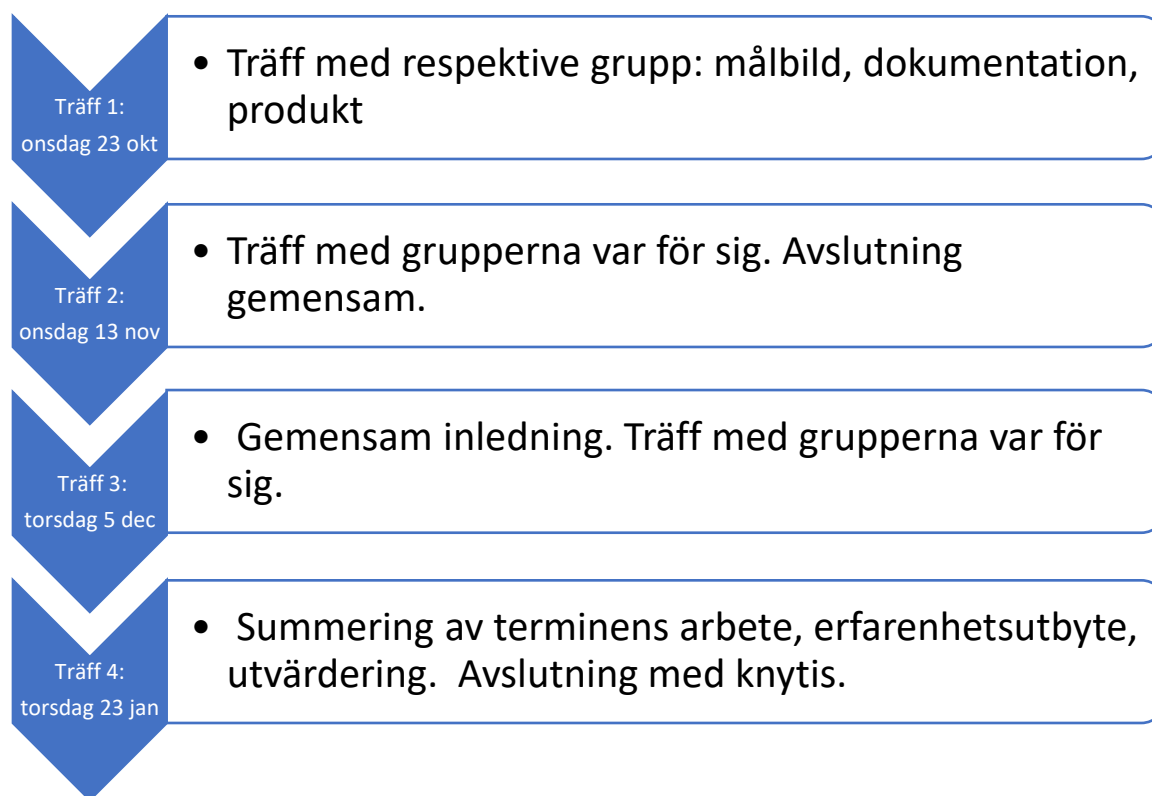 Träff 1:
onsdag 23 okt
• Träff med respektive grupp: målbild, dokumentation,
produkt
Träff 2:
onsdag 13 nov
• Träff med grupperna var för sig. Avslutning
gemensam.
Träff 3:
torsdag 5 dec
• Gemensam inledning. Träff med grupperna var för
sig.
Träff 4:
torsdag 23 jan
• Summering av terminens arbete, erfarenhetsutbyte,
utvärdering.  Avslutning med knytis.